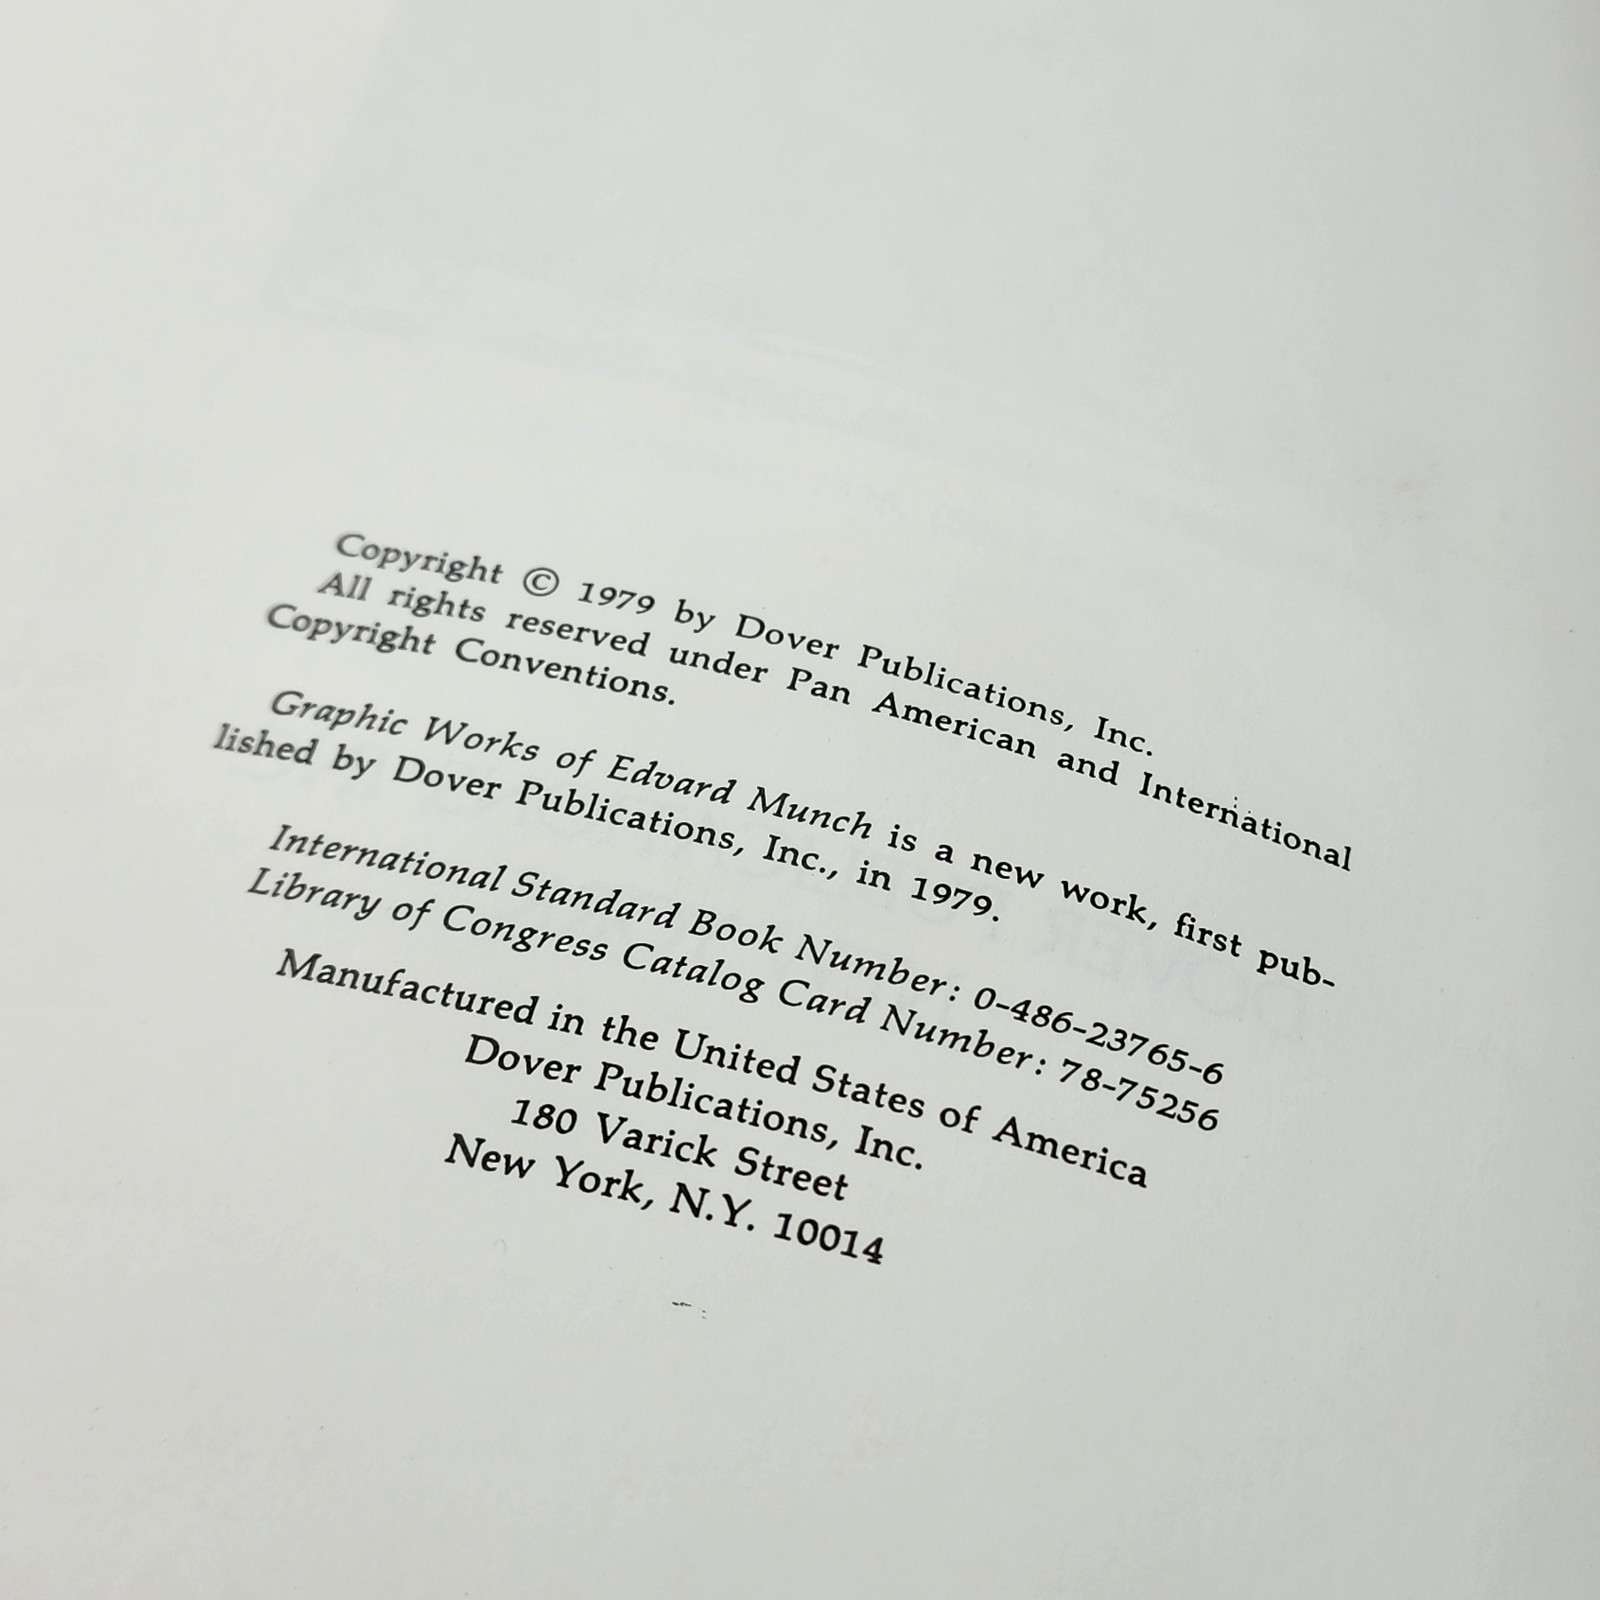 Copyright © 1979 by Dover Publications, Inc.
All rights reserved under Pan American and International
Copyright Conventions.
Graphic Works of Edvard Munch is a new work, first pub-
lished by Dover Publications, Inc., in 1979.
International Standard Book Number: 0-486-23765-6
Library of Congress Catalog Card Number: 78-75256
Manufactured in the United States of America
Dover Publications, Inc.
180 Varick Street
New York, N.Y. 10014